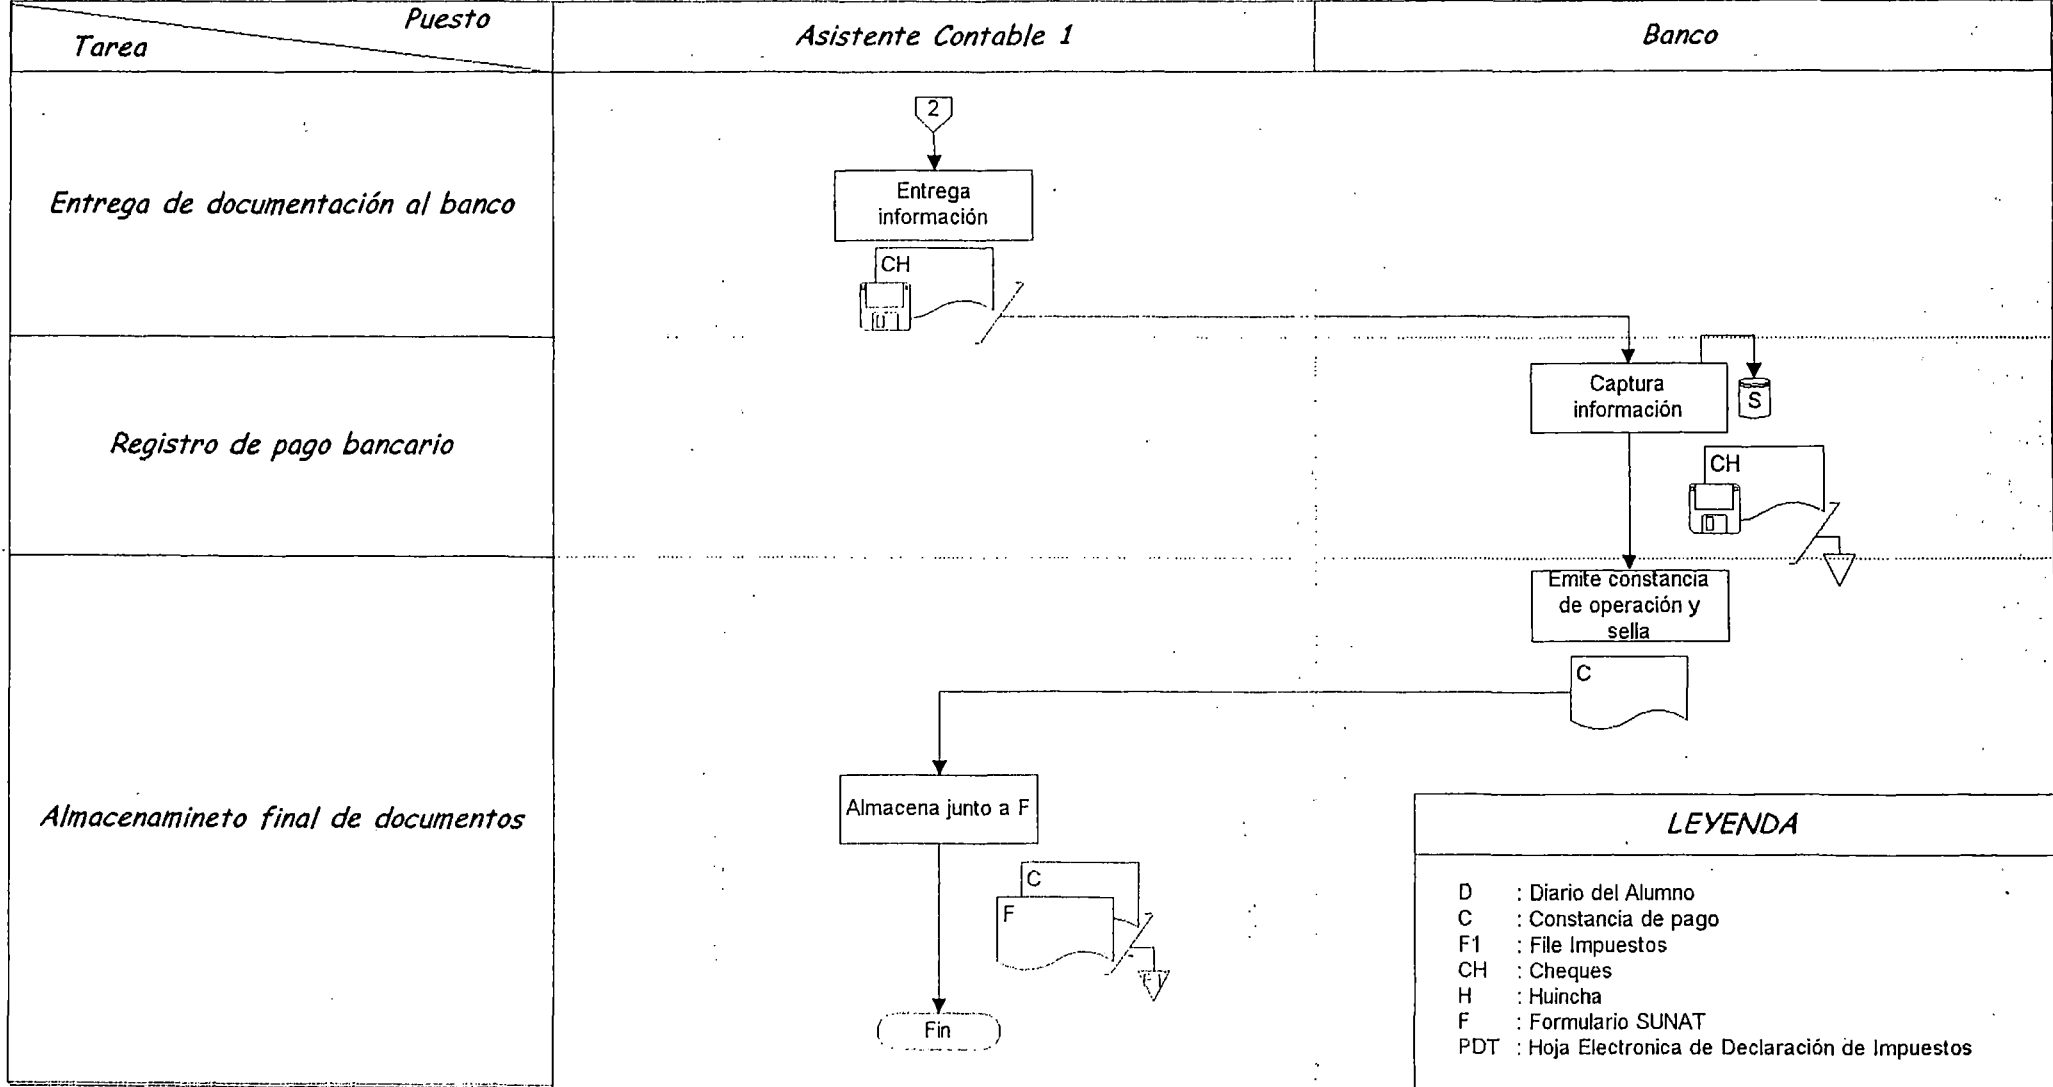 Puesto
Tarea
Asistente Contable 1
Banco
2
Entrega de documentación al banco
Entrega
información
CH
Registro de pago bancario
Captura
información
S
CH
Emite constancia
de operación y
sella
C
Almacenamineto final de documentos
Almacena junto a F
C
F
F1
Fin
LEYENDA
D : Diario del Alumno
C : Constancia de pago
F1 : File Impuestos
CH : Cheques
H : Huincha
F : Formulario SUNAT
PDT : Hoja Electronica de Declaración de Impuestos